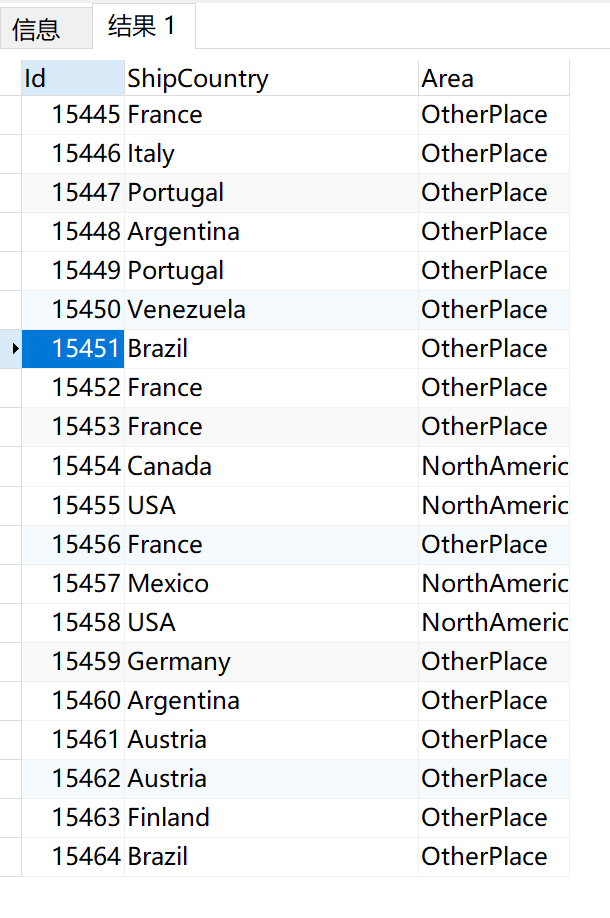 信息 结果 1
Id ShipCountry Area
15445 France OtherPlace
15446 Italy OtherPlace
15447 Portugal OtherPlace
15448 Argentina OtherPlace
15449 Portugal OtherPlace
15450 Venezuela OtherPlace
15451 Brazil OtherPlace
15452 France OtherPlace
15453 France OtherPlace
15454 Canada NorthAmeric
15455 USA NorthAmeric
15456 France OtherPlace
15457 Mexico NorthAmeric
15458 USA NorthAmeric
15459 Germany OtherPlace
15460 Argentina OtherPlace
15461 Austria OtherPlace
15462 Austria OtherPlace
15463 Finland OtherPlace
15464 Brazil OtherPlace